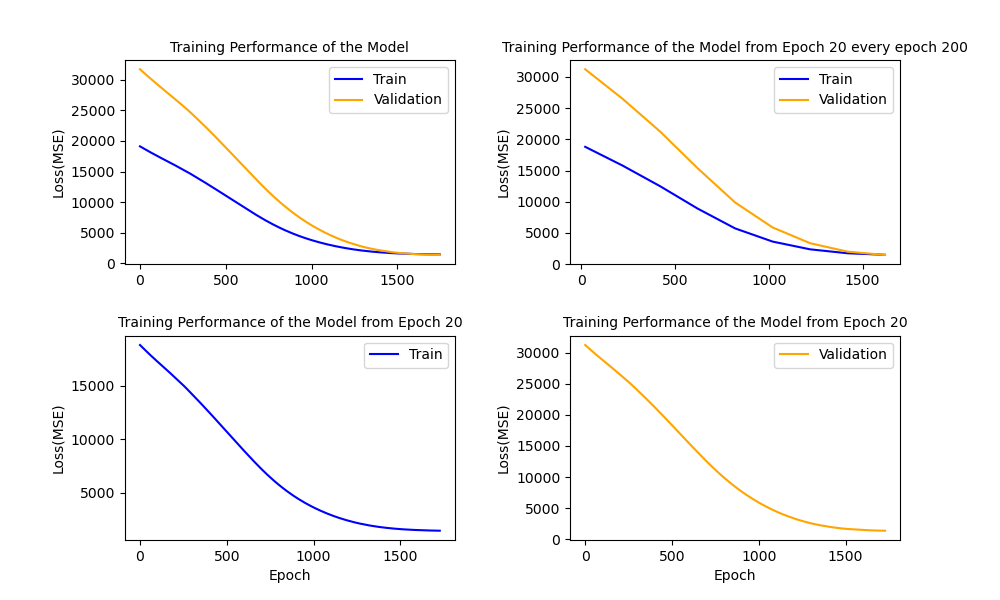 Training Performance of the Model
Loss(MSE)
30000
25000
20000
15000
10000
5000
0
0 500 1000 1500
Train
Validation
Training Performance of the Model from Epoch 20 every epoch 200
Loss(MSE)
30000
25000
20000
15000
10000
5000
0
0 500 1000 1500
Train
Validation
Training Performance of the Model from Epoch 20
Loss(MSE)
15000
10000
5000
0 500 1000 1500
Epoch
Train
Training Performance of the Model from Epoch 20
Loss(MSE)
30000
25000
20000
15000
10000
5000
0
0 500 1000 1500
Epoch
Validation